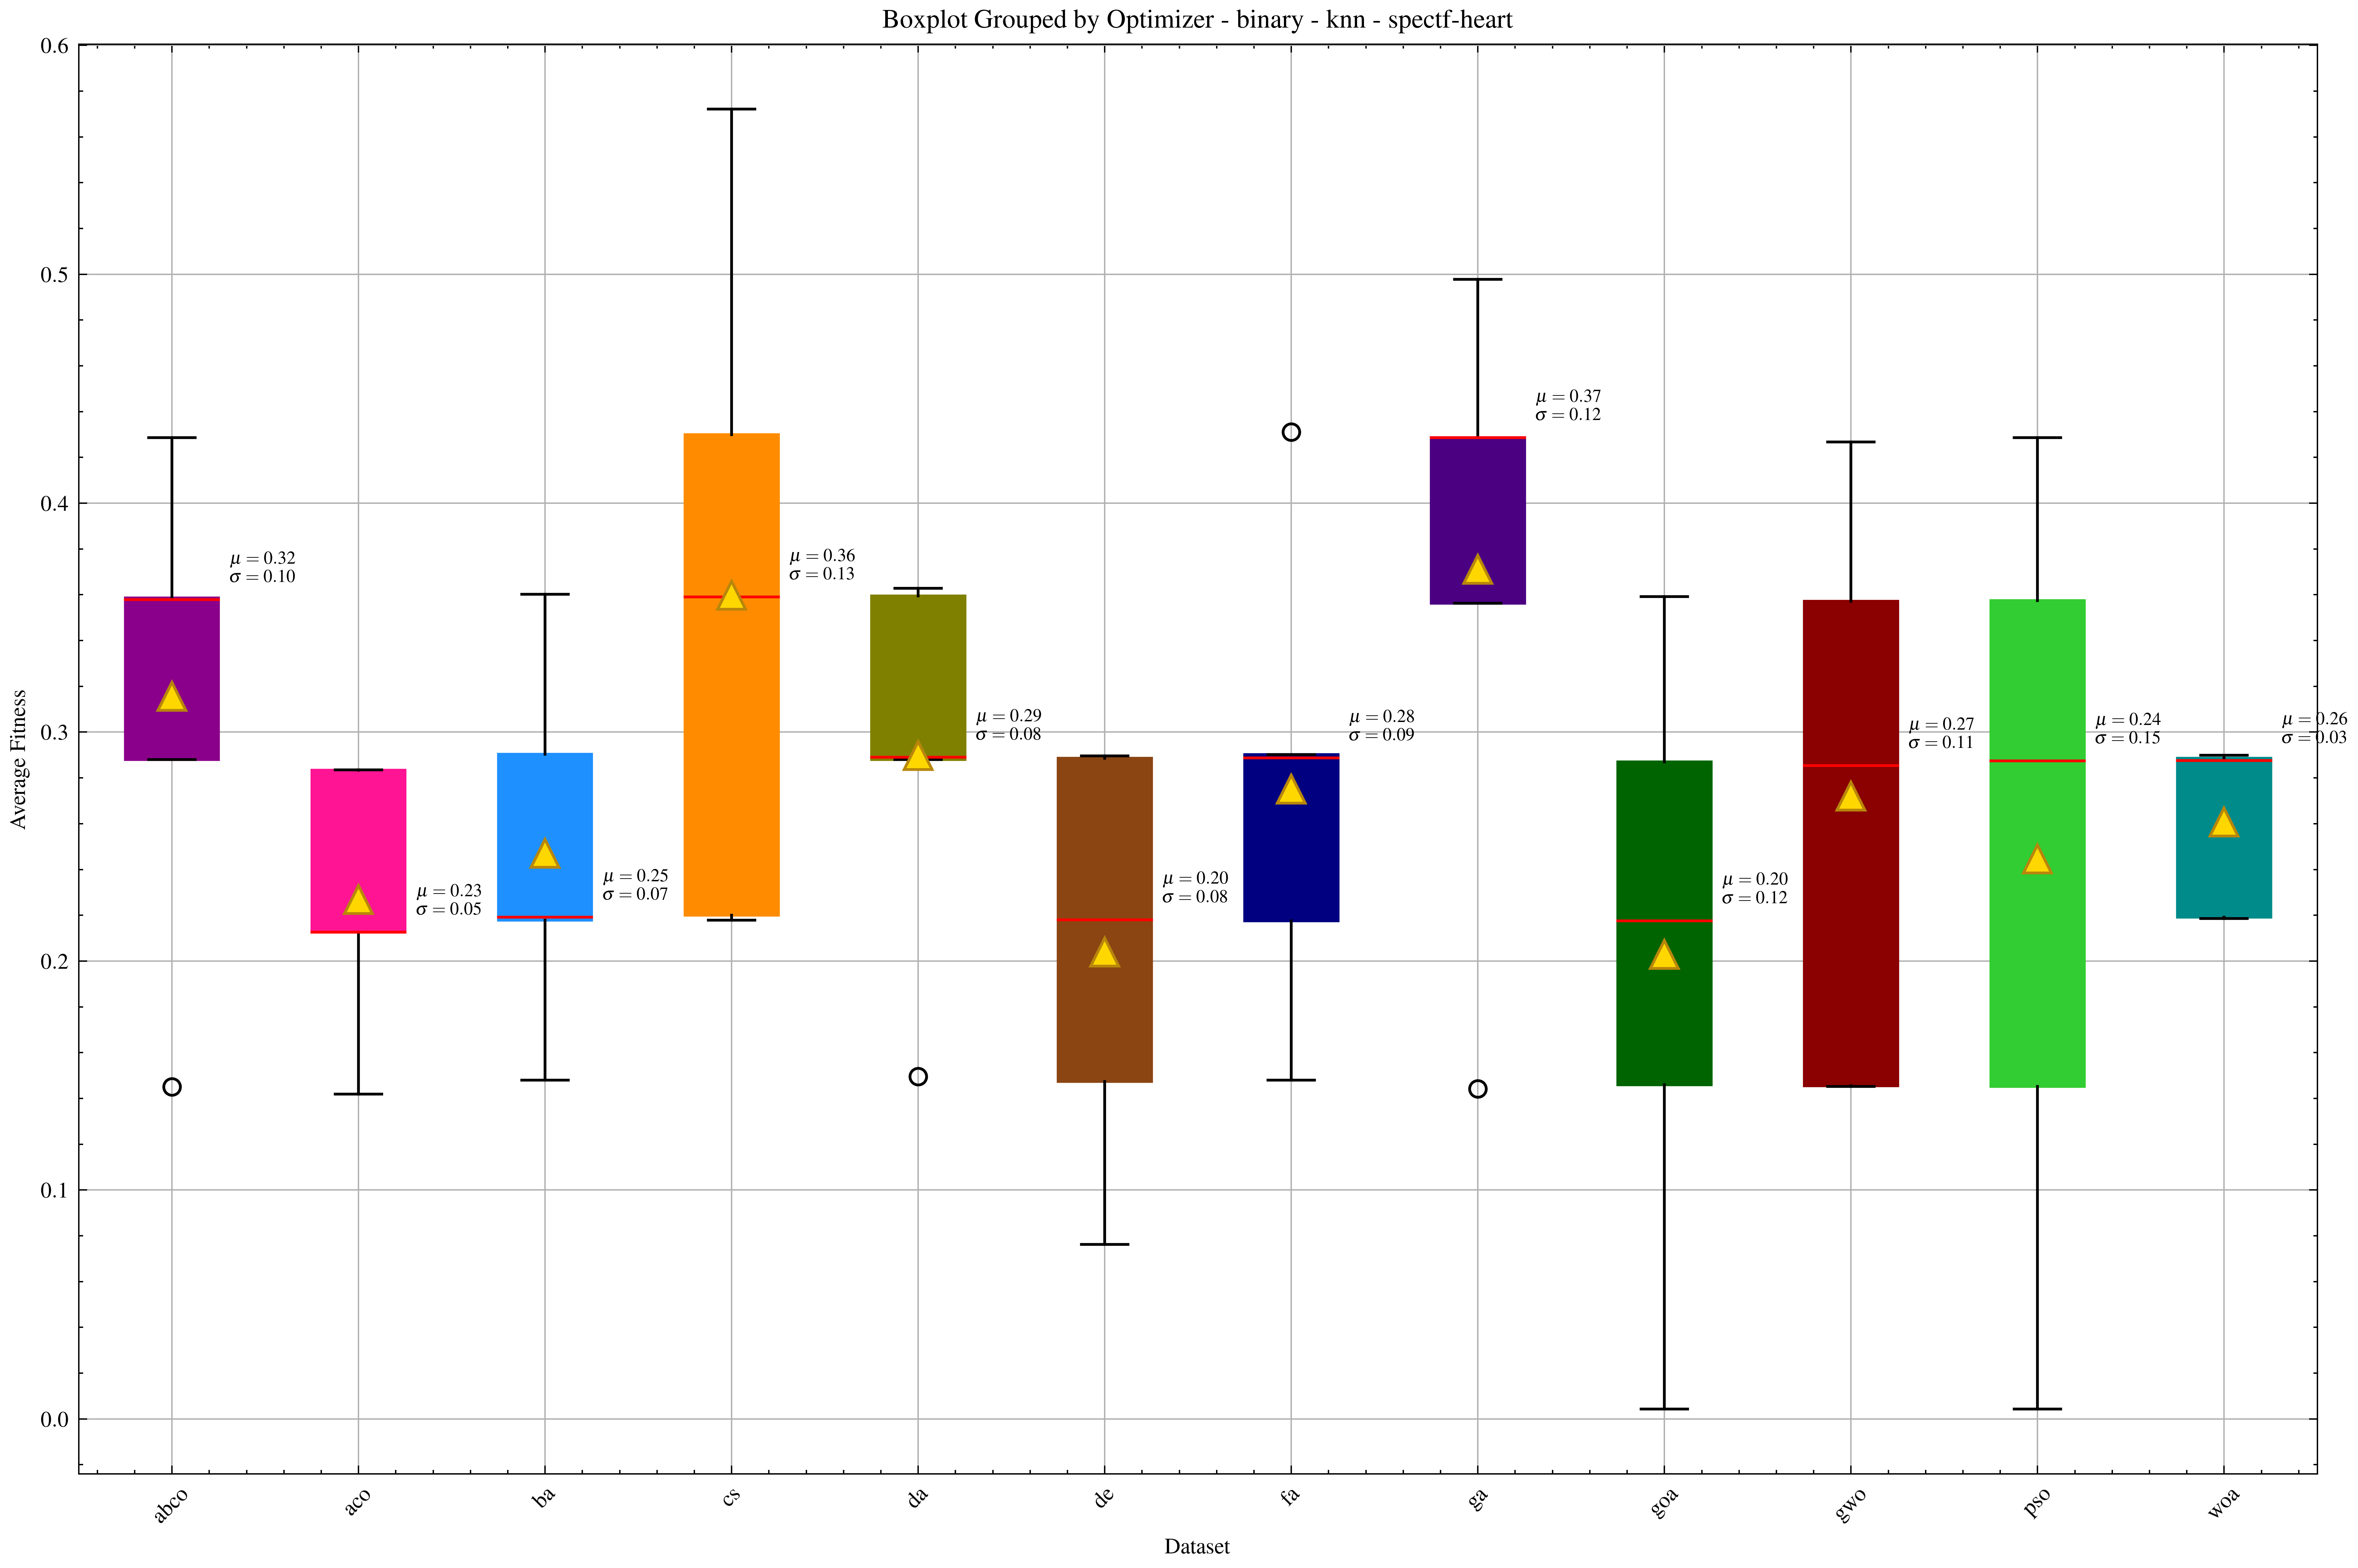 Boxplot Grouped by Optimizer - binary - knn - spectf-heart
Average Fitness
0.6
0.5
0.4
0.3
0.2
0.1
0.0
μ = 0.32
σ = 0.10
μ = 0.23
σ = 0.05
μ = 0.25
σ = 0.07
μ = 0.36
σ = 0.13
μ = 0.29
σ = 0.08
μ = 0.20
σ = 0.08
μ = 0.28
σ = 0.09
μ = 0.37
σ = 0.12
μ = 0.20
σ = 0.12
μ = 0.27
σ = 0.11
μ = 0.24
σ = 0.15
μ = 0.26
σ = 0.03
abco
aco
ba
cs
da
de
fa
ga
goa
gwo
pso
woa
Dataset